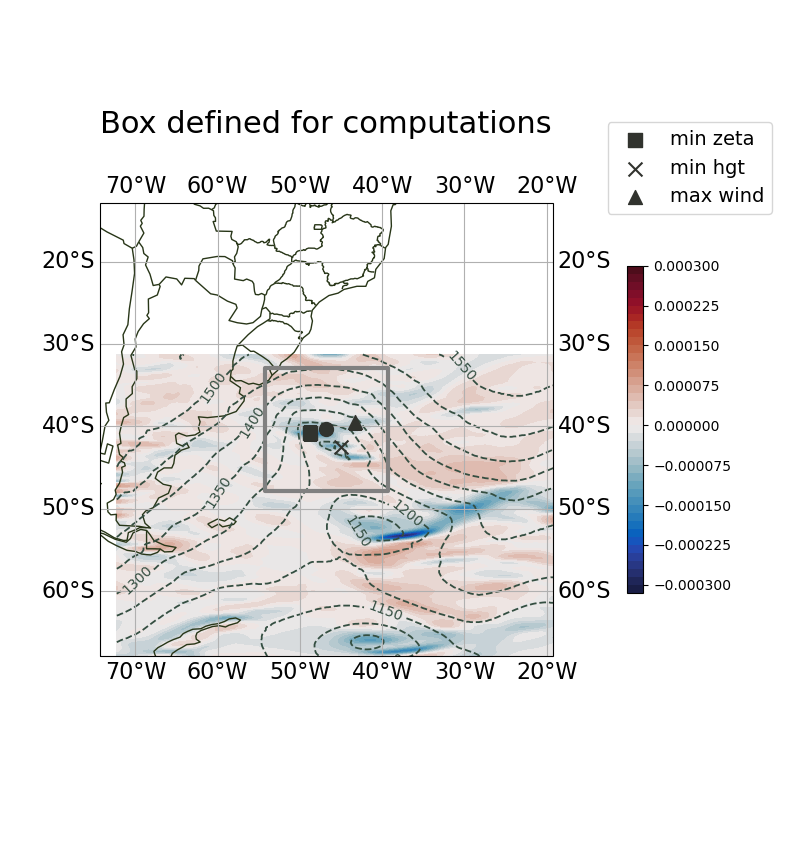 Box defined for computations
min zeta
min hgt
max wind
70°W 60°W 50°W 40°W 30°W 20°W
20°S 20°S
30°S 30°S
40°S 40°S
50°S 50°S
60°S 60°S
70°W 60°W 50°W 40°W 30°W 20°W
1550
1500
1400
1350
1200
1150
1300
1150
0.000300
0.000225
0.000150
0.000075
0.000000
−0.000075
−0.000150
−0.000225
−0.000300